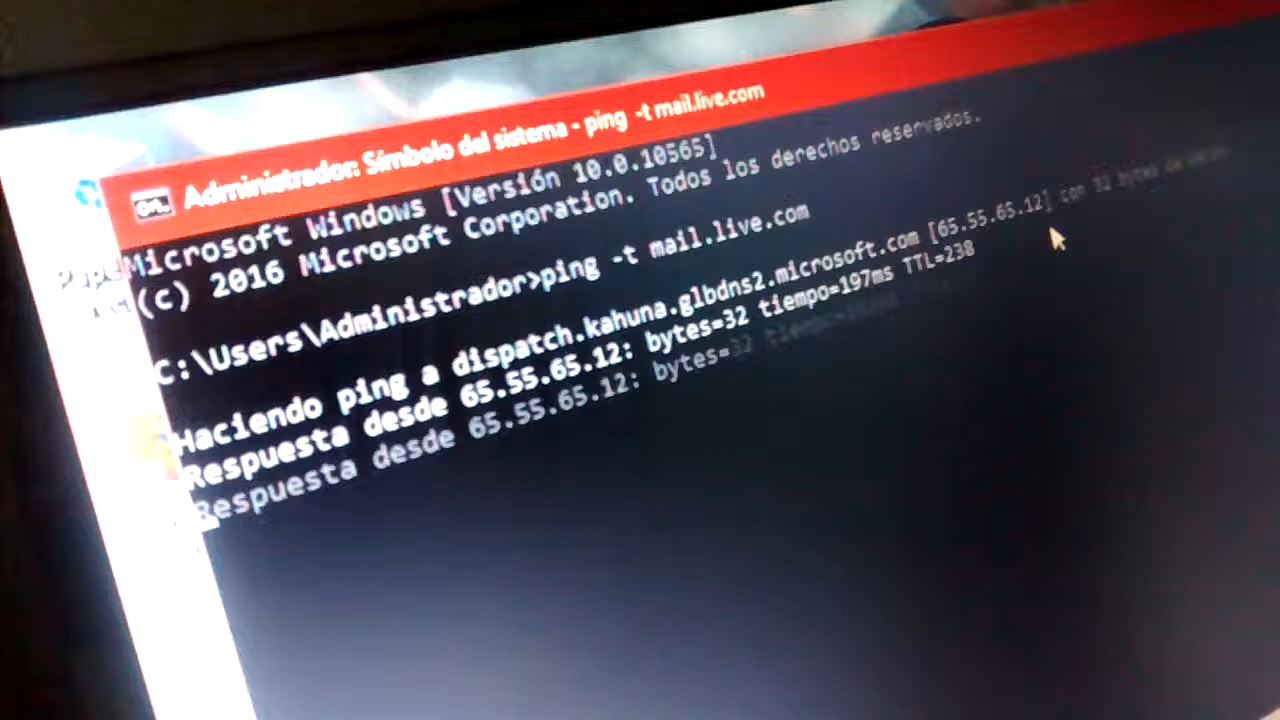 Administrador: Símbolo del sistema - ping -t mail.live.com
Microsoft Windows [Versión 10.0.10565]
(c) 2016 Microsoft Corporation. Todos los derechos reservados.
C:\Users\Administrador>ping -t mail.live.com
Haciendo ping a dispatch.kahuna.glbdns2.microsoft.com [65.55.65.12] con 32 bytes de
Respuesta desde 65.55.65.12: bytes=32 tiempo=197ms TTL=238
Respuesta desde 65.55.65.12: bytes=32